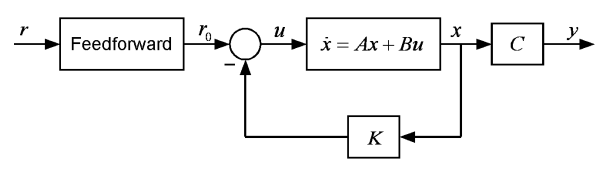 r
Feedforward
r₀
u
ẋ = Ax + Bu
x
C
y
−
K